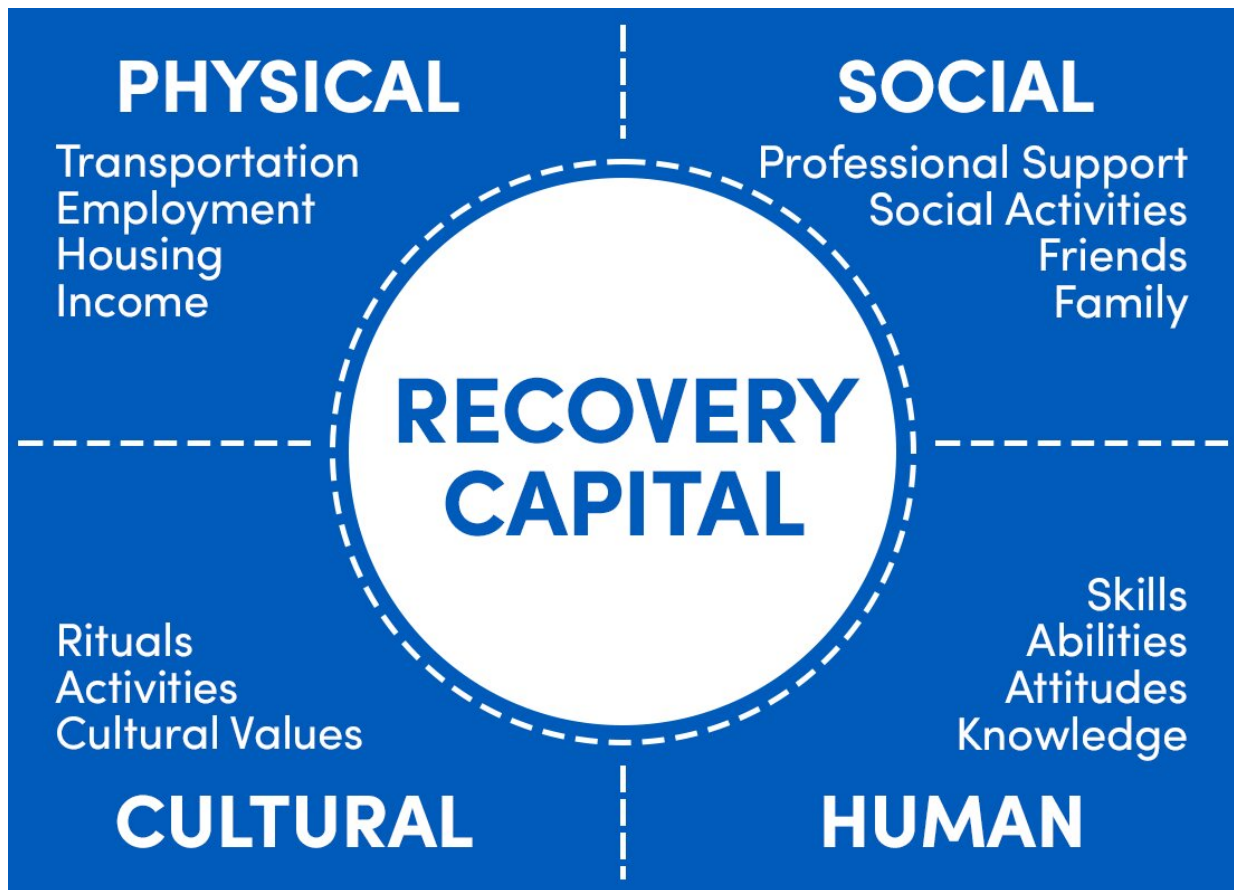 PHYSICAL
Transportation
Employment
Housing
Income
SOCIAL
Professional Support
Social Activities
Friends
Family
RECOVERY
CAPITAL
Rituals
Activities
Cultural Values
CULTURAL
Skills
Abilities
Attitudes
Knowledge
HUMAN